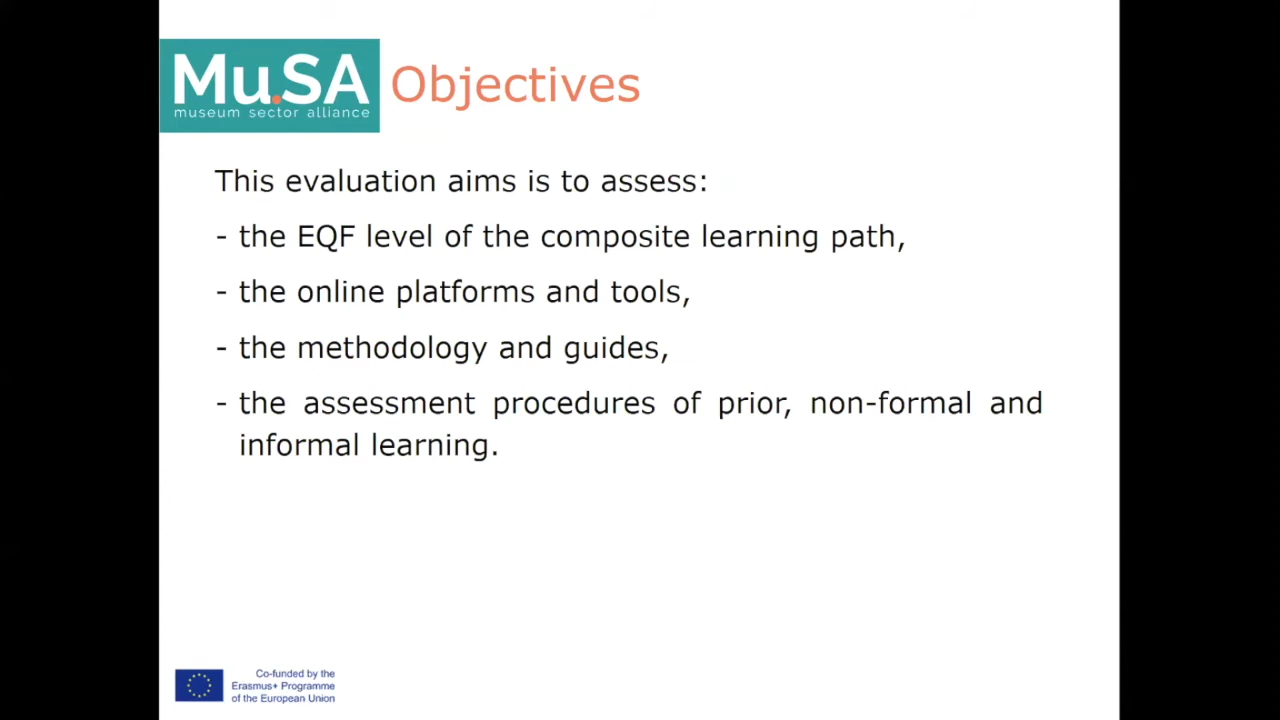 Mu.SA
museum sector alliance
Objectives
This evaluation aims is to assess:
- the EQF level of the composite learning path,
- the online platforms and tools,
- the methodology and guides,
- the assessment procedures of prior, non-formal and
informal learning.
Co-funded by the
Erasmus+ Programme
of the European Union